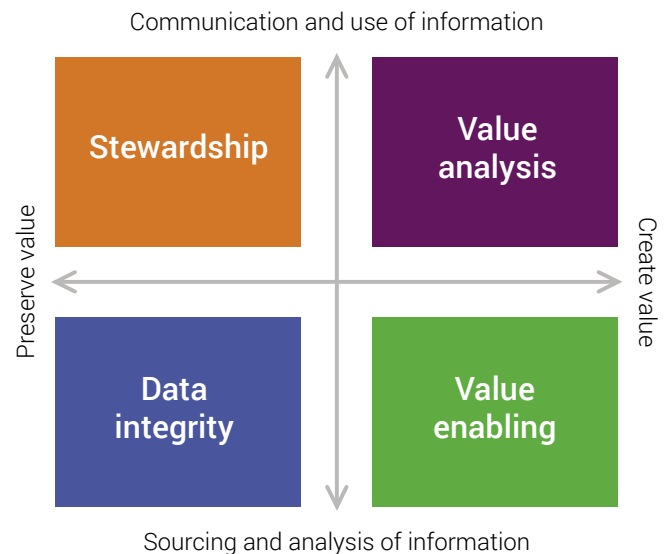 Communication and use of information
Stewardship
Value
analysis
Preserve value
Create value
Data
integrity
Value
enabling
Sourcing and analysis of information